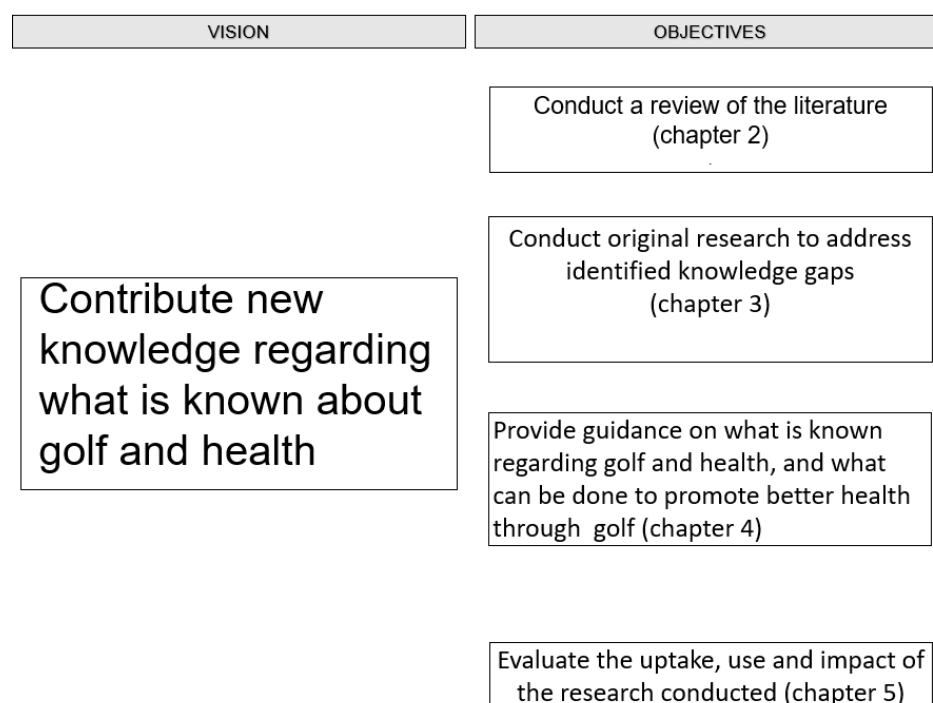 VISION
OBJECTIVES
Conduct a review of the literature
(chapter 2)
.
Conduct original research to address
identified knowledge gaps
(chapter 3)
Contribute new
knowledge regarding
what is known about
golf and health
Provide guidance on what is known
regarding golf and health, and what
can be done to promote better health
through  golf (chapter 4)
Evaluate the uptake, use and impact of
the research conducted (chapter 5)